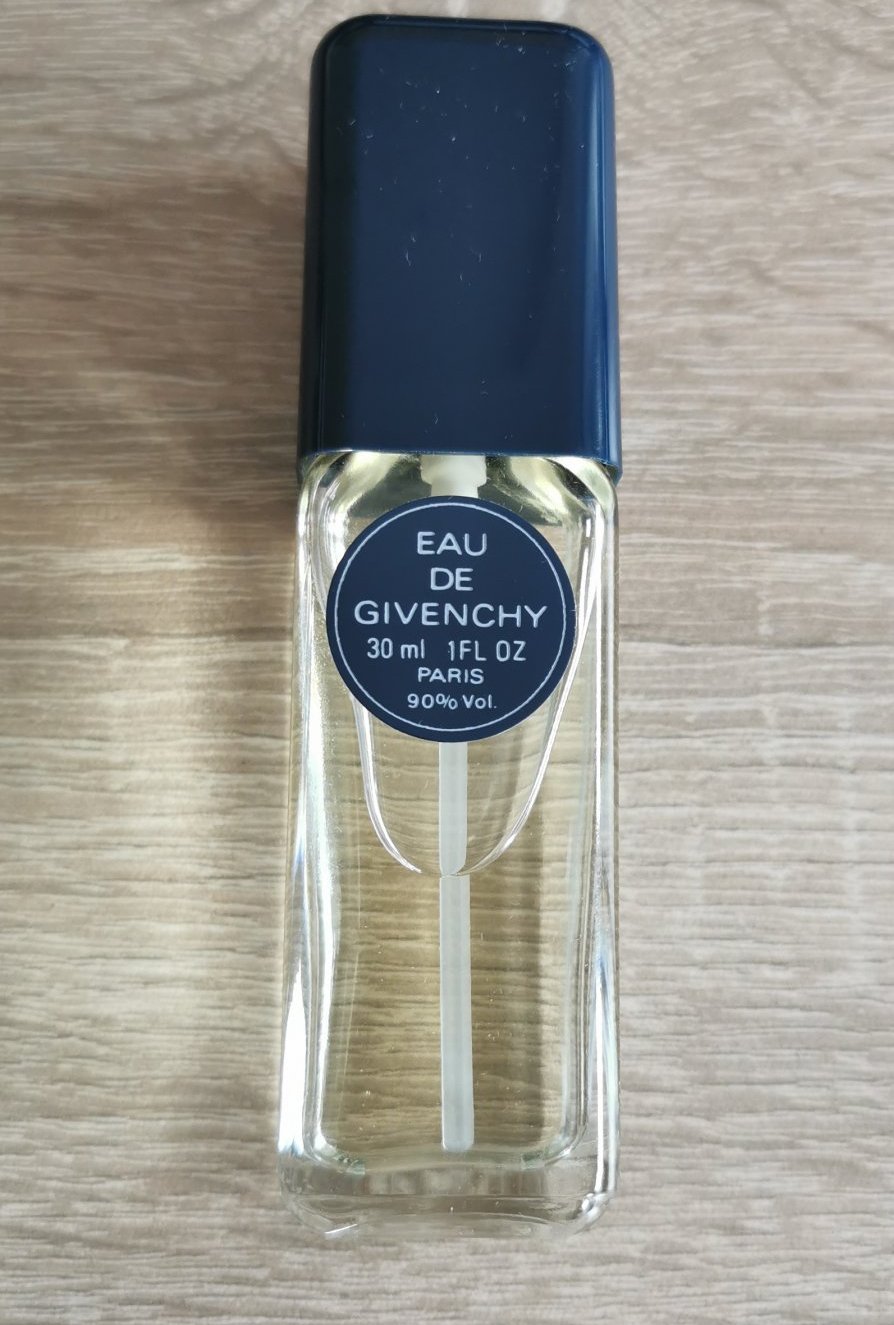 EAU
DE
GIVENCHY
30 ml 1FL OZ
PARIS
90% Vol.